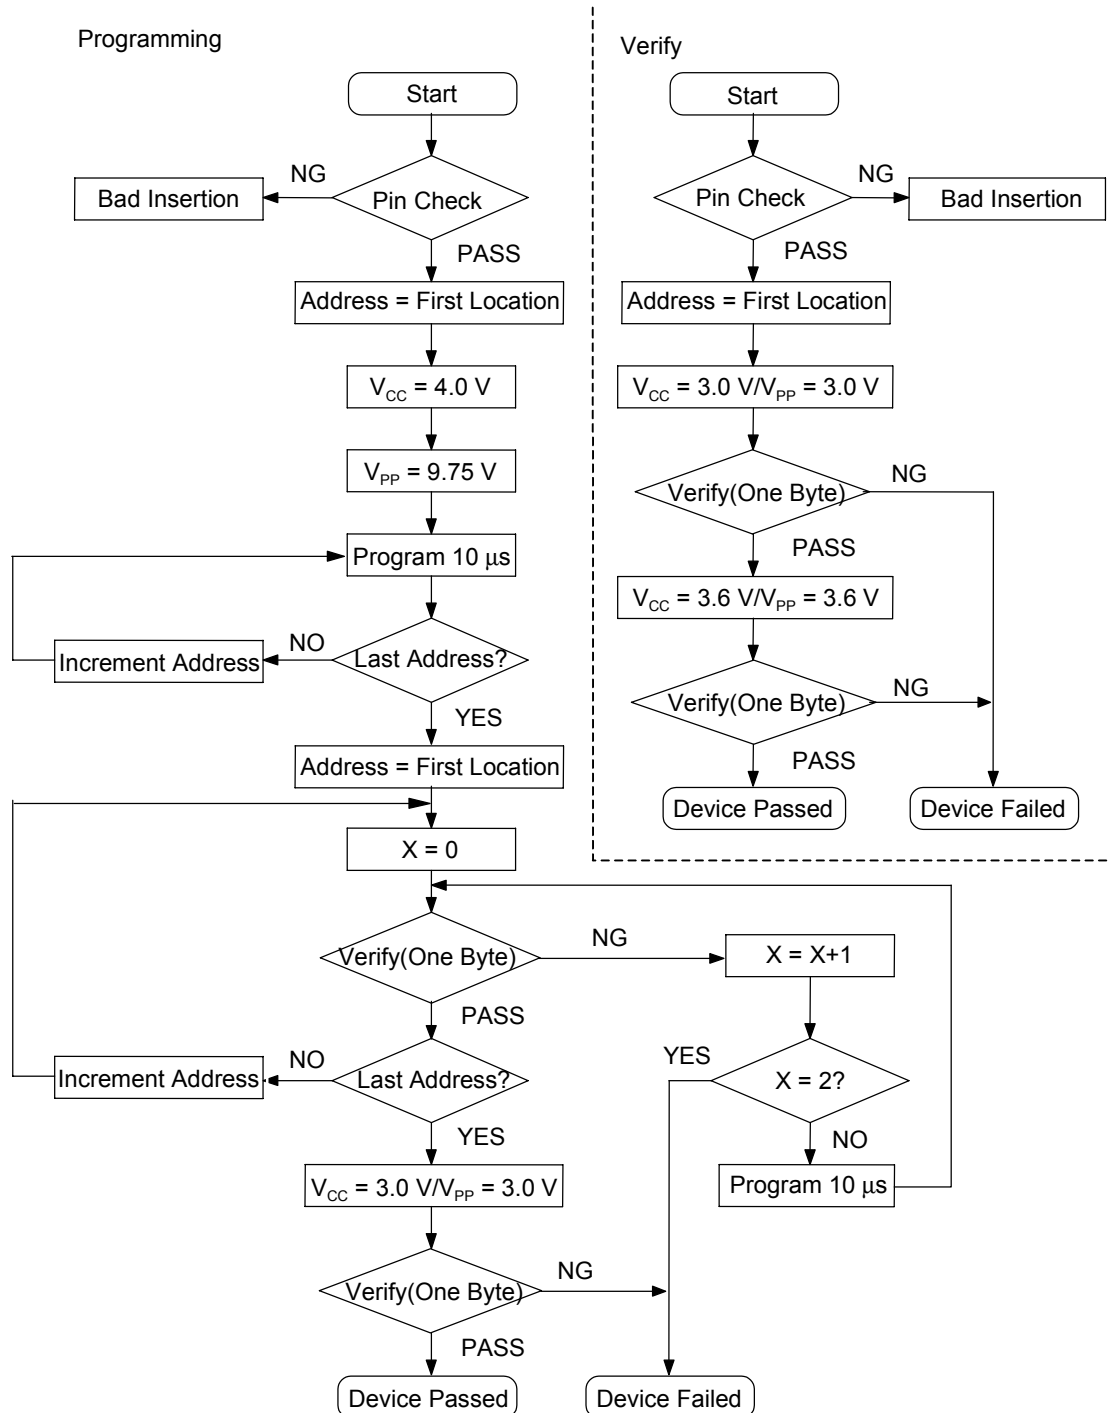 Programming
Start
NG
Bad Insertion
Pin Check
PASS
Address = First Location
VCC = 4.0 V
VPP = 9.75 V
Program 10 μs
NO
Increment Address
Last Address?
YES
Address = First Location
X = 0
Verify(One Byte)
NG
X = X+1
PASS
YES
NO
Increment Address
Last Address?
X = 2?
YES
NO
VCC = 3.0 V/VPP = 3.0 V
Program 10 μs
Verify(One Byte)
NG
PASS
Device Passed
Device Failed
Verify
Start
Pin Check
NG
Bad Insertion
PASS
Address = First Location
VCC = 3.0 V/VPP = 3.0 V
Verify(One Byte)
NG
PASS
VCC = 3.6 V/VPP = 3.6 V
Verify(One Byte)
NG
PASS
Device Passed
Device Failed